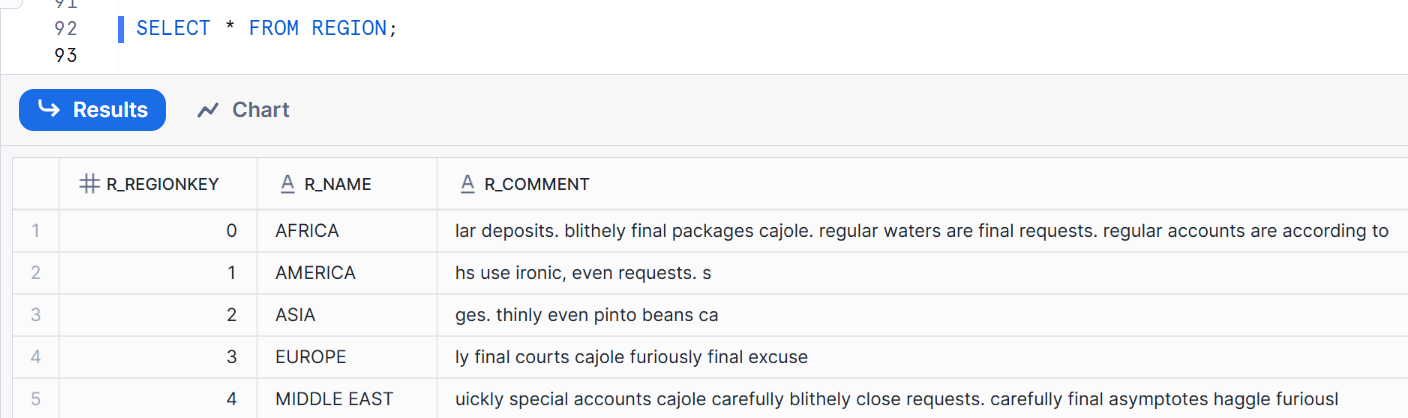 91
92 SELECT * FROM REGION;
93
Results Chart
R_REGIONKEY R_NAME R_COMMENT
1 0 AFRICA lar deposits. blithely final packages cajole. regular waters are final requests. regular accounts are according to
2 1 AMERICA hs use ironic, even requests. s
3 2 ASIA ges. thinly even pinto beans ca
4 3 EUROPE ly final courts cajole furiously final excuse
5 4 MIDDLE EAST uickly special accounts cajole carefully blithely close requests. carefully final asymptotes haggle furiousl